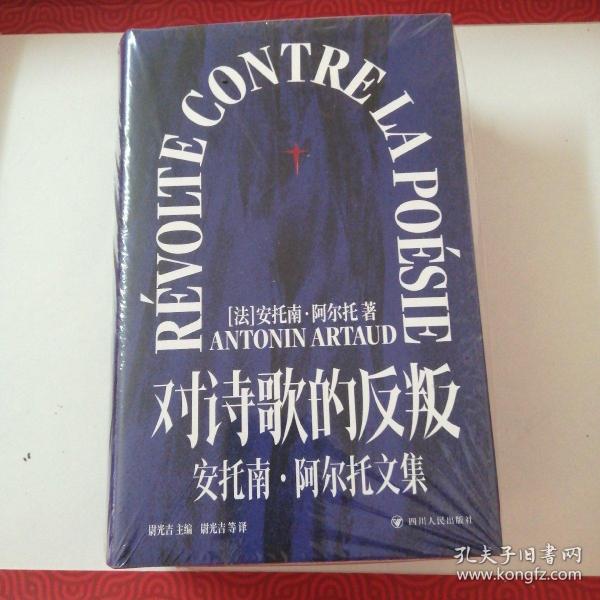 RÉVOLTE CONTRE LA POÉSIE
[法]安托南·阿尔托 著
ANTONIN ARTAUD
对诗歌的反叛
安托南·阿尔托文集
尉光吉 主编 尉光吉 等 译
四川人民出版社
孔夫子旧书网
www.kongfz.com